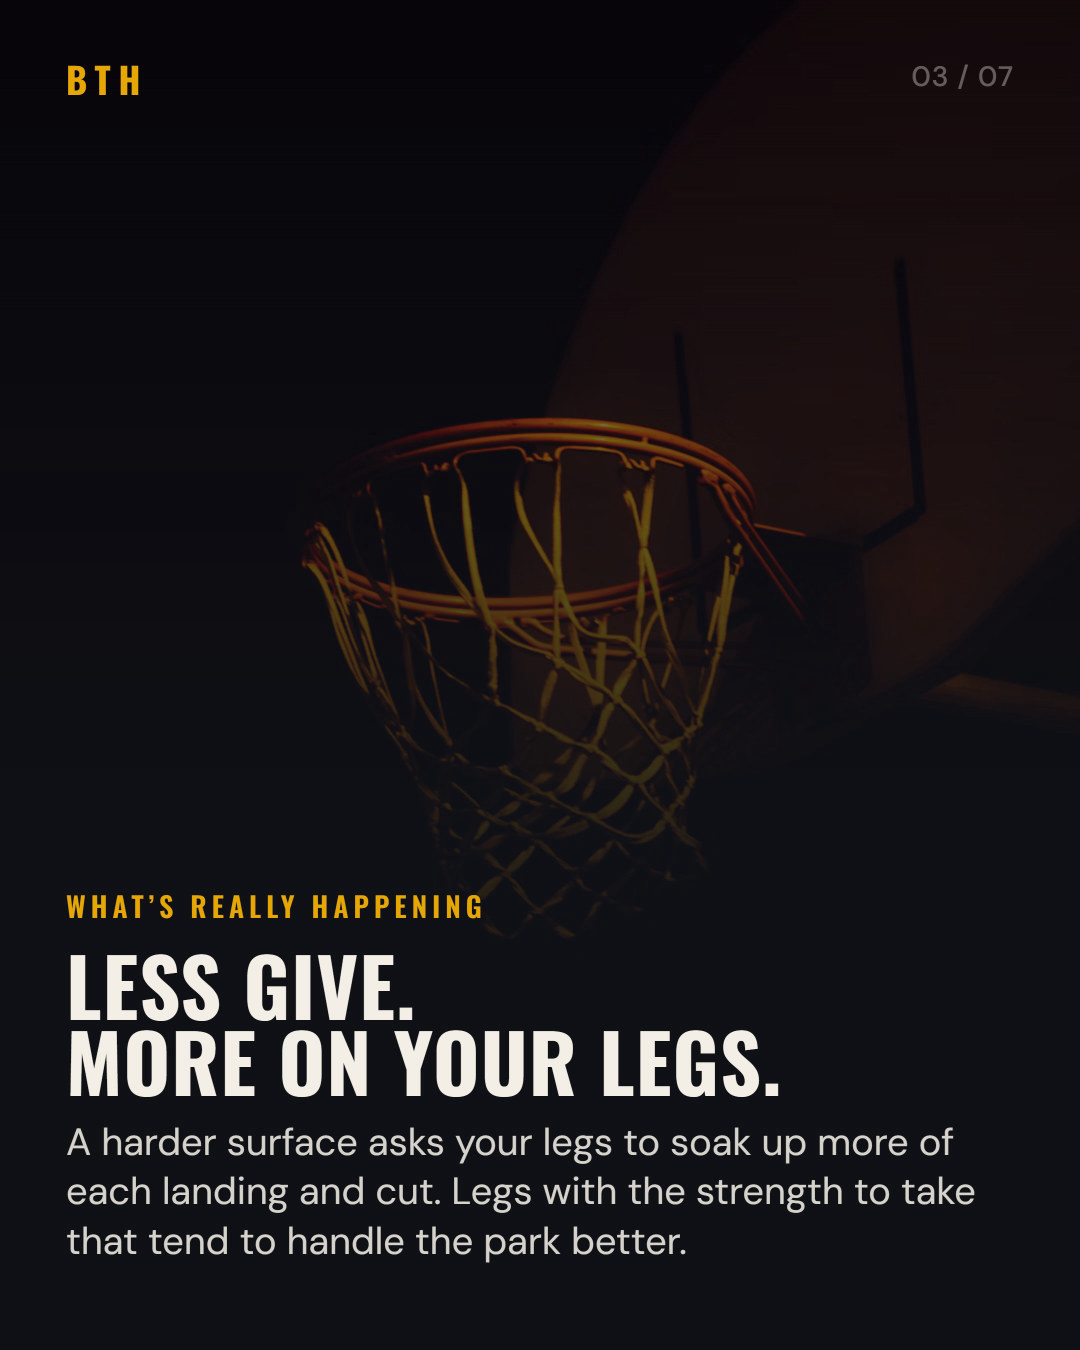 BTH
03 / 07
WHAT’S REALLY HAPPENING
LESS GIVE.
MORE ON YOUR LEGS.
A harder surface asks your legs to soak up more of
each landing and cut. Legs with the strength to take
that tend to handle the park better.